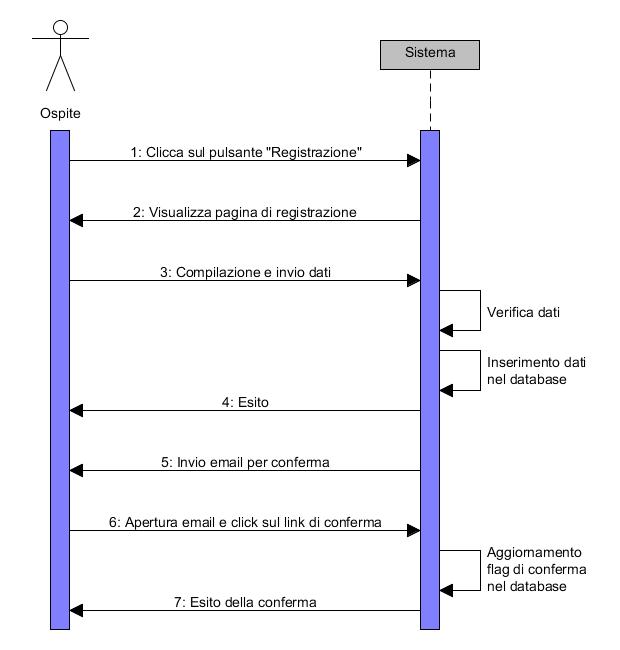 Sistema
Ospite
1: Clicca sul pulsante "Registrazione"
2: Visualizza pagina di registrazione
3: Compilazione e invio dati
Verifica dati
Inserimento dati
nel database
4: Esito
5: Invio email per conferma
6: Apertura email e click sul link di conferma
Aggiornamento
flag di conferma
nel database
7: Esito della conferma